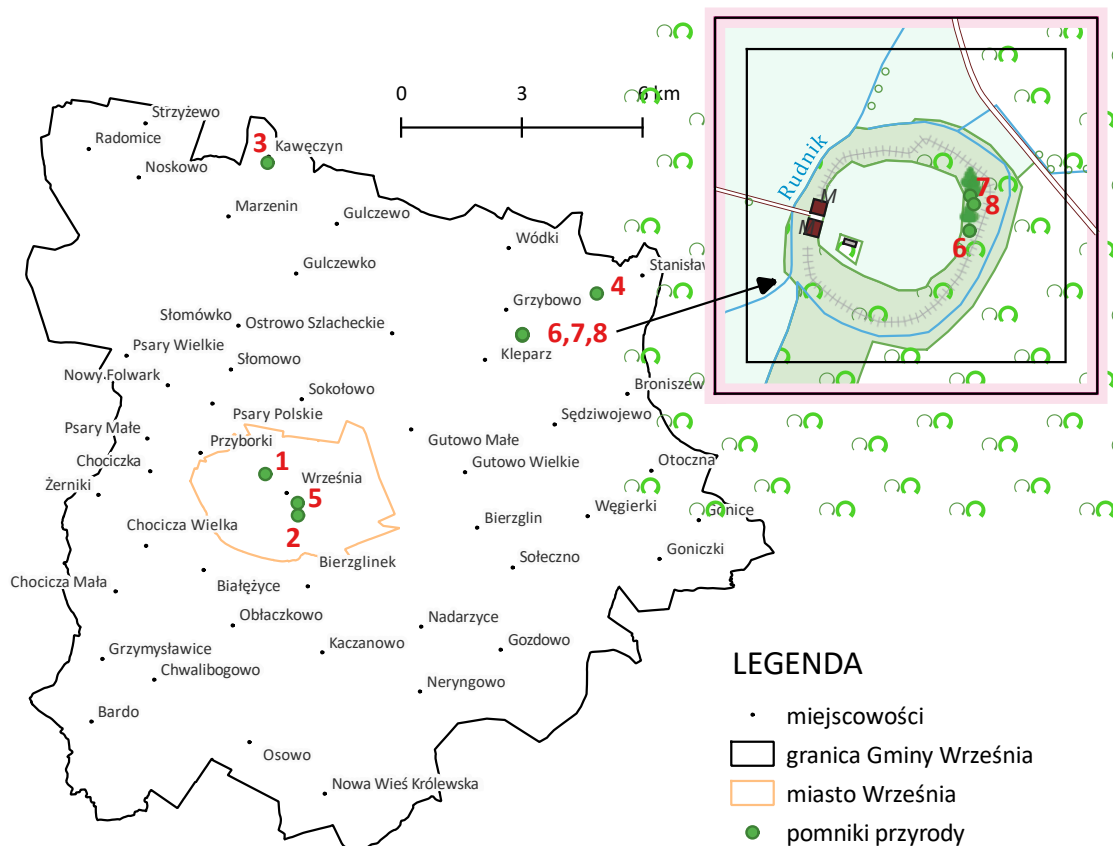 0 3 6 km
Strzyżewo
Radomice
3
Kawęczyn
Noskowo
Marzenin
Gulczewo
Wódki
Gulczewko
Stanisław
4
Grzybowo
Słomówko
Ostrowo Szlacheckie
6,7,8
Psary Wielkie
Słomowo
Kleparz
Nowy Folwark
Sokołowo
Broniszew
Psary Polskie
Sędziwojewo
Psary Małe
Przyborki
Gutowo Małe
Chociczka
1
Gutowo Wielkie
Otoczna
Żerniki
Września
5
Chocicza Wielka
2
Bierzglin
Węgierki
Gonice
Bierzglinek
Sołeczno
Goniczki
Chocicza Mała
Białężyce
Obłaczkowo
Nadarzyce
Grzymysławice
Kaczanowo
Gozdowo
Chwalibogowo
Neryngowo
Bardo
Osowo
Nowa Wieś Królewska
Rudnik
M
M
7
8
6
LEGENDA
miejscowości
granica Gminy Września
miasto Września
pomniki przyrody